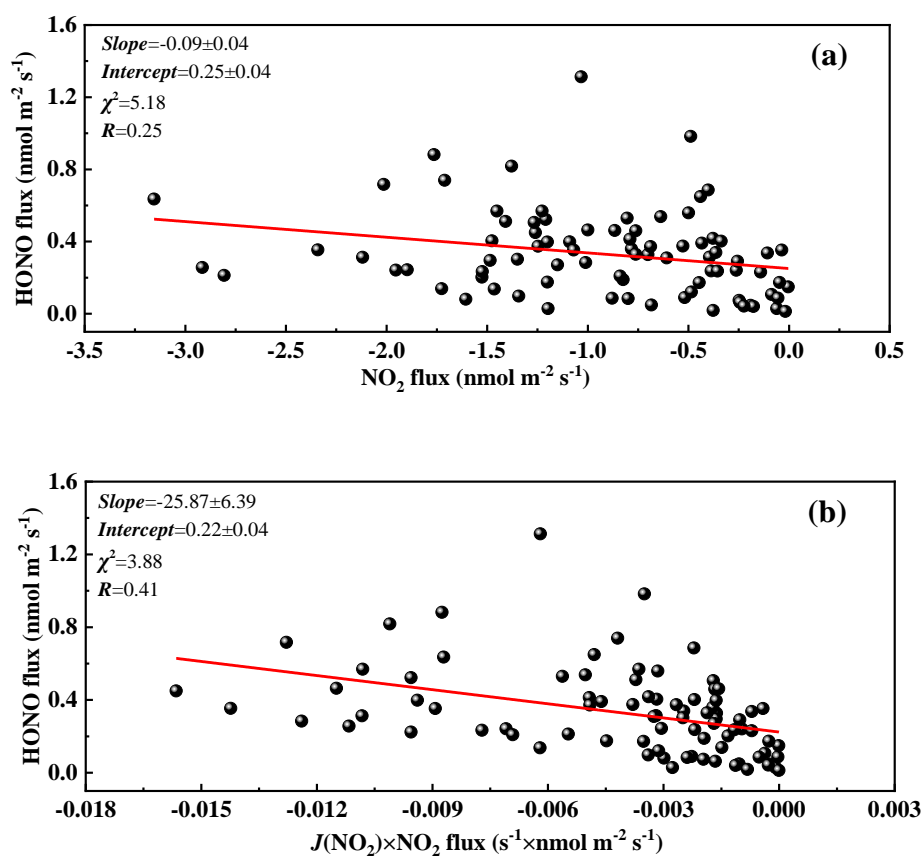 (a)
Slope=-0.09±0.04
Intercept=0.25±0.04
χ²=5.18
R=0.25
HONO flux (nmol m⁻² s⁻¹)
1.6
1.2
0.8
0.4
0.0
-3.5 -3.0 -2.5 -2.0 -1.5 -1.0 -0.5 0.0 0.5
NO₂ flux (nmol m⁻² s⁻¹)
(b)
Slope=-25.87±6.39
Intercept=0.22±0.04
χ²=3.88
R=0.41
HONO flux (nmol m⁻² s⁻¹)
1.6
1.2
0.8
0.4
0.0
-0.018 -0.015 -0.012 -0.009 -0.006 -0.003 0.000 0.003
J(NO₂)×NO₂ flux (s⁻¹×nmol m⁻² s⁻¹)